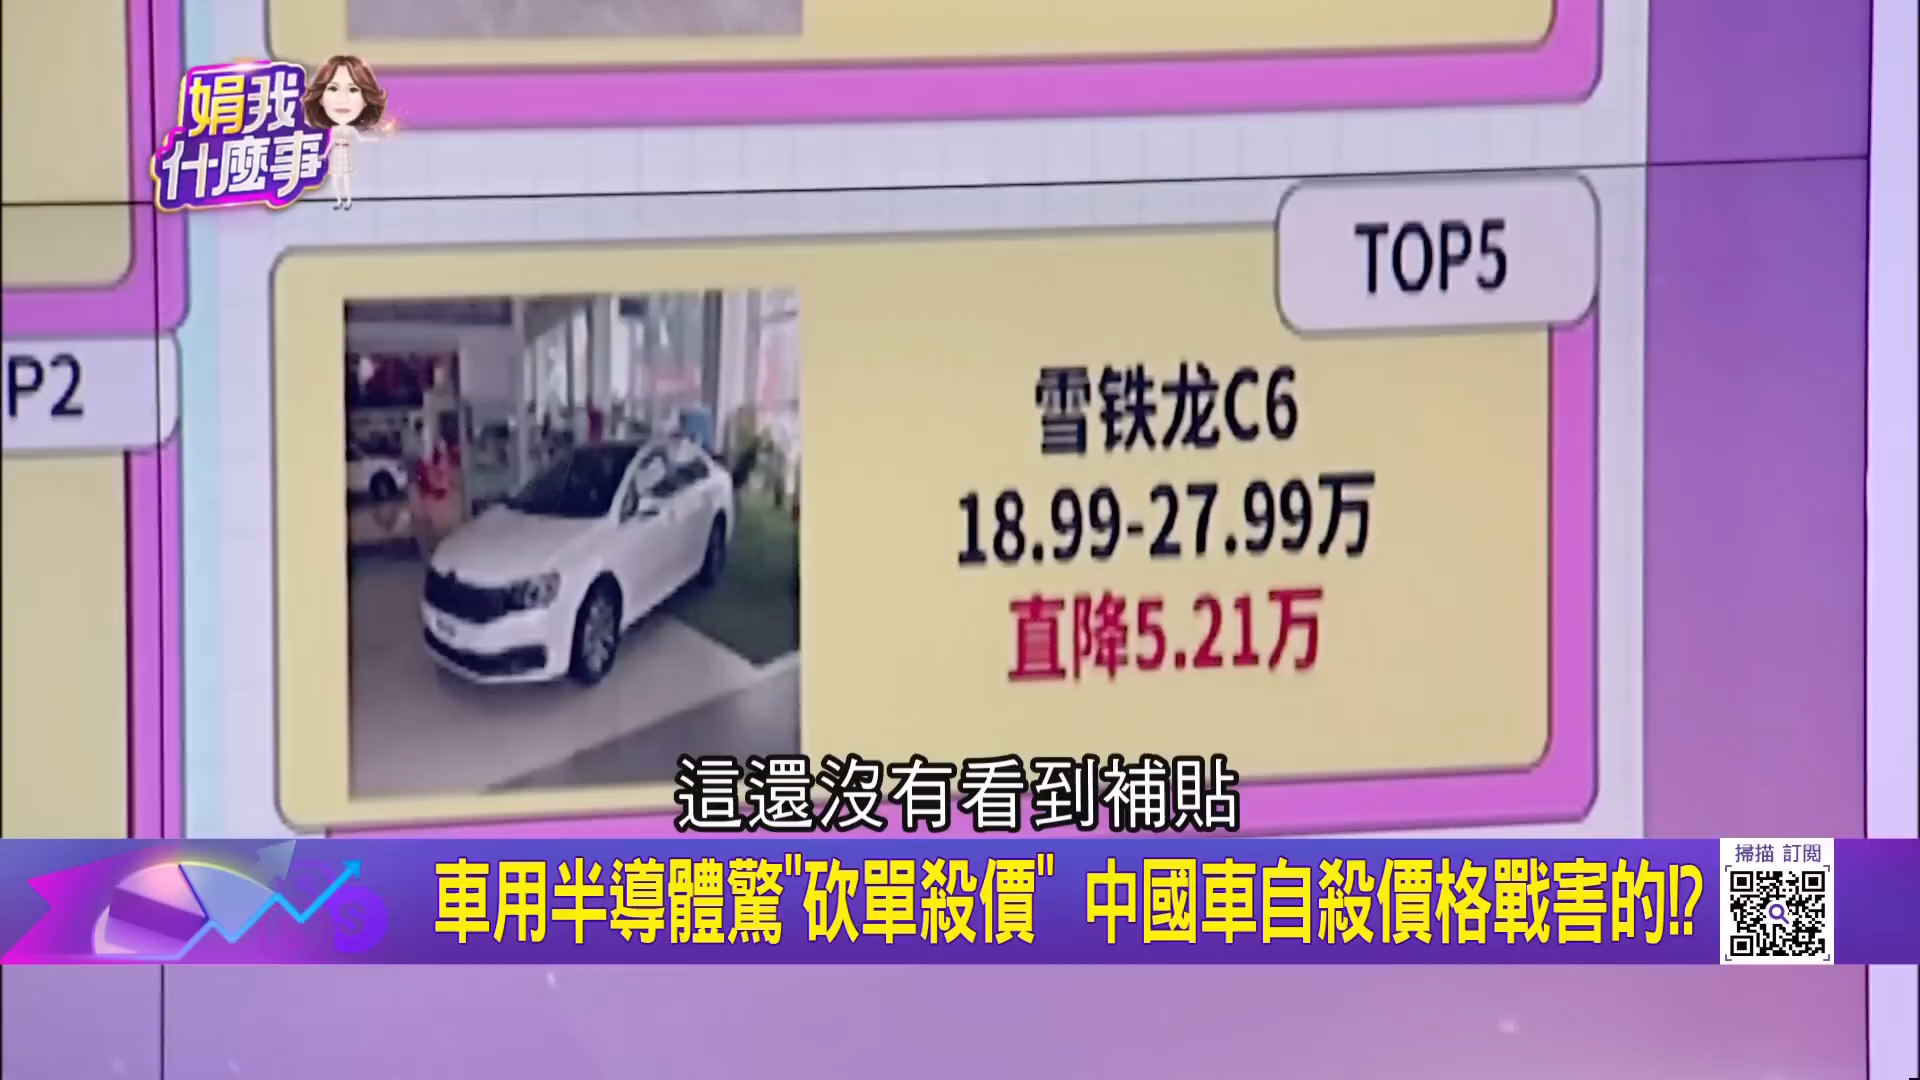 娟我
什麼事
TOP5
P2
雪铁龙C6
18.99-27.99万
直降5.21万
這還沒有看到補貼
車用半導體驚"砍單殺價" 中國車自殺價格戰害的!?
掃描 訂閱